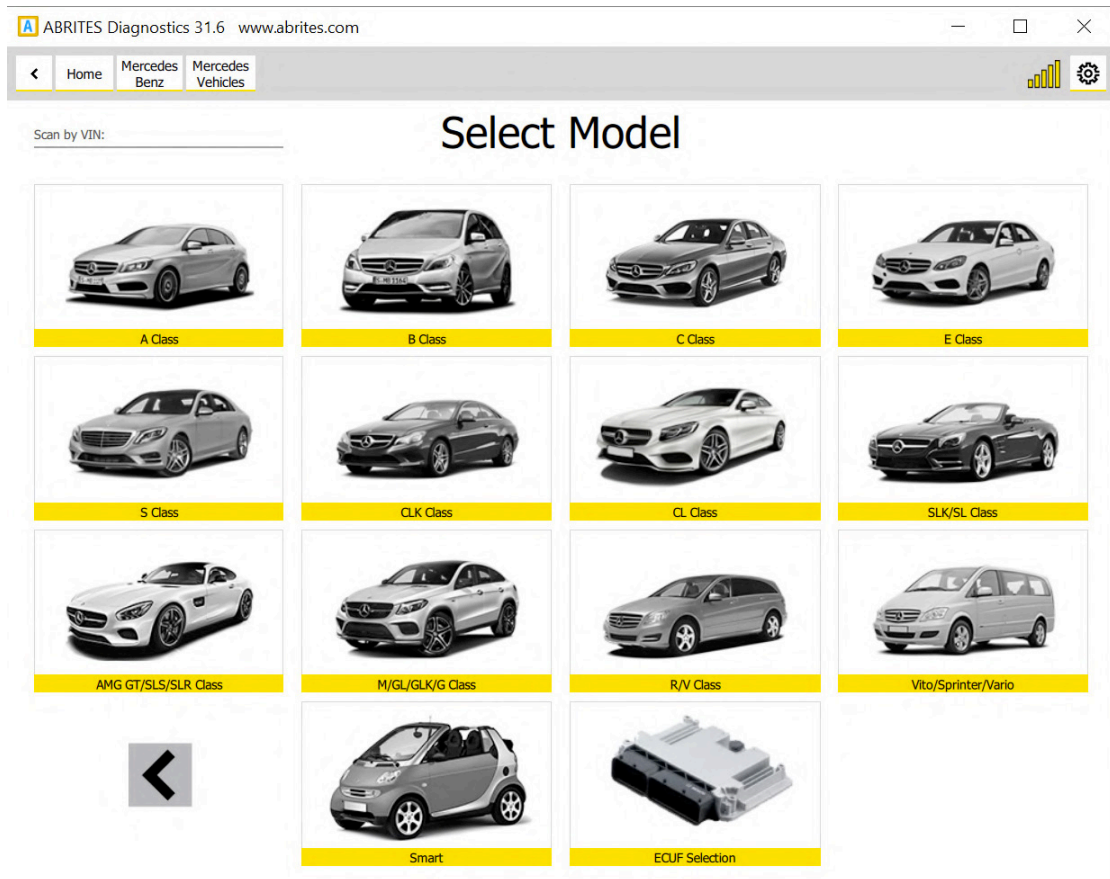 A ABRITES Diagnostics 31.6 www.abrites.com
Home
Mercedes
Benz
Mercedes
Vehicles
Scan by VIN:
Select Model
A Class
B Class
C Class
E Class
S Class
CLK Class
CL Class
SLK/SL Class
AMG GT/SLS/SLR Class
M/GL/GLK/G Class
R/V Class
Vito/Sprinter/Vario
Smart
ECUF Selection